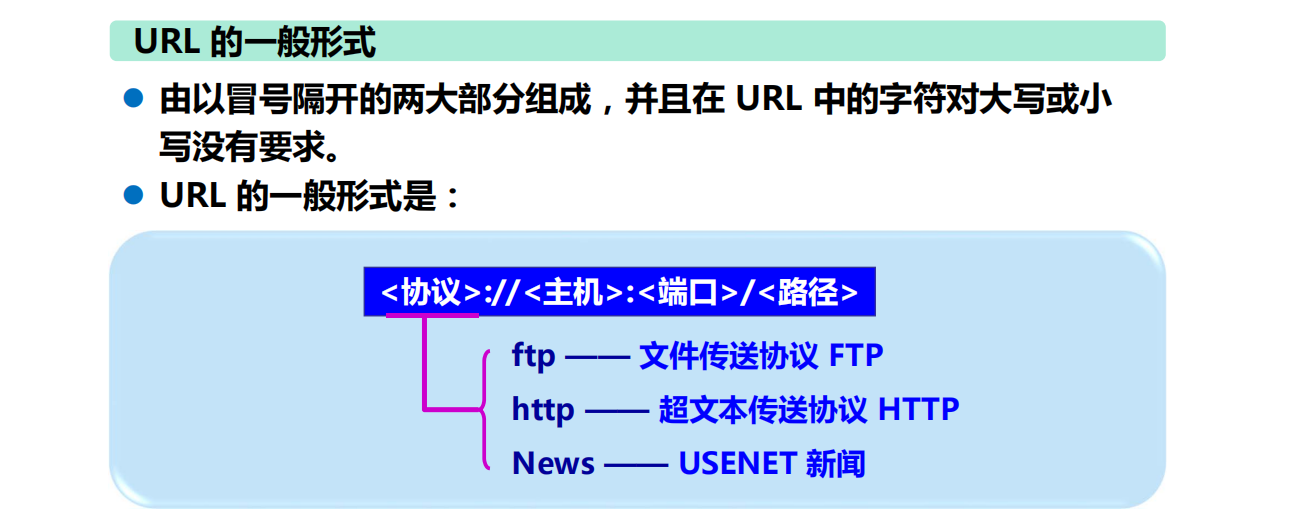 URL 的一般形式
由以冒号隔开的两大部分组成，并且在 URL 中的字符对大写或小
写没有要求。
URL 的一般形式是：
<协议>://<主机>:<端口>/<路径>
ftp —— 文件传送协议 FTP
http —— 超文本传送协议 HTTP
News —— USENET 新闻